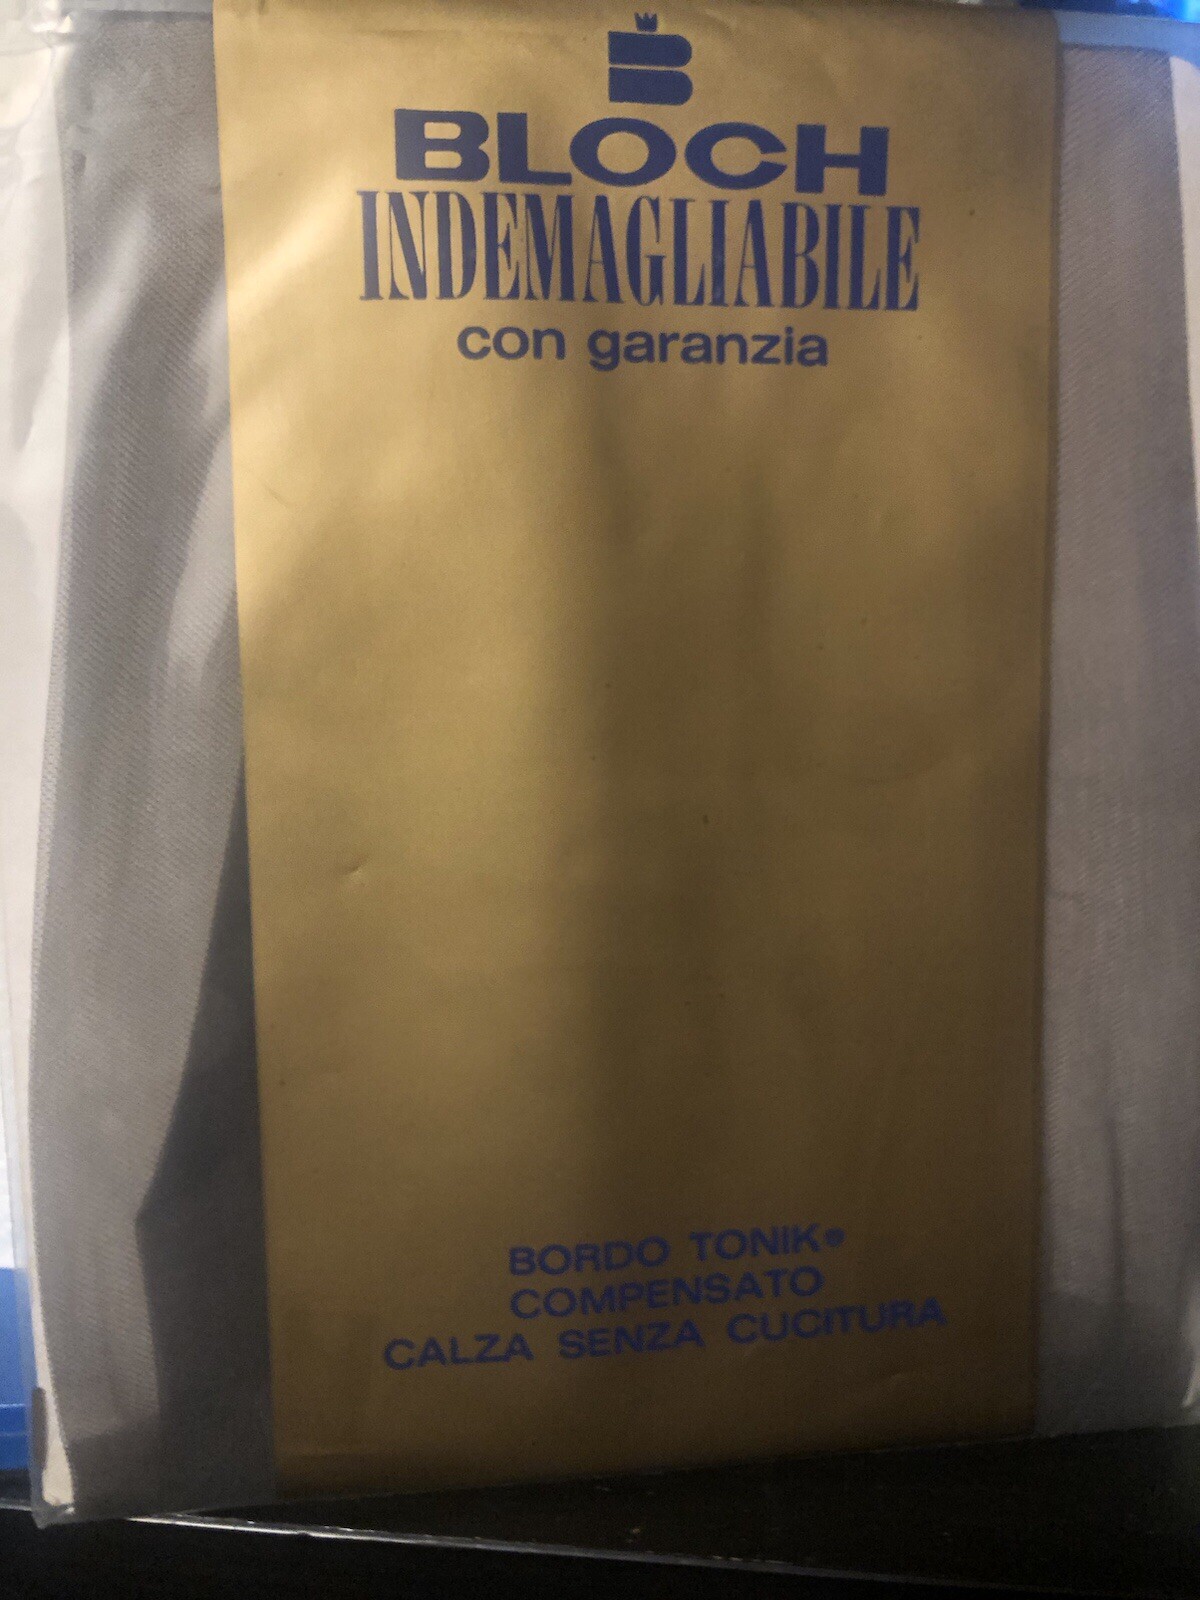 B
BLOCH
INDEMAGLIABILE
con garanzia
BORDO TONIK®
COMPENSATO
CALZA SENZA CUCITURA